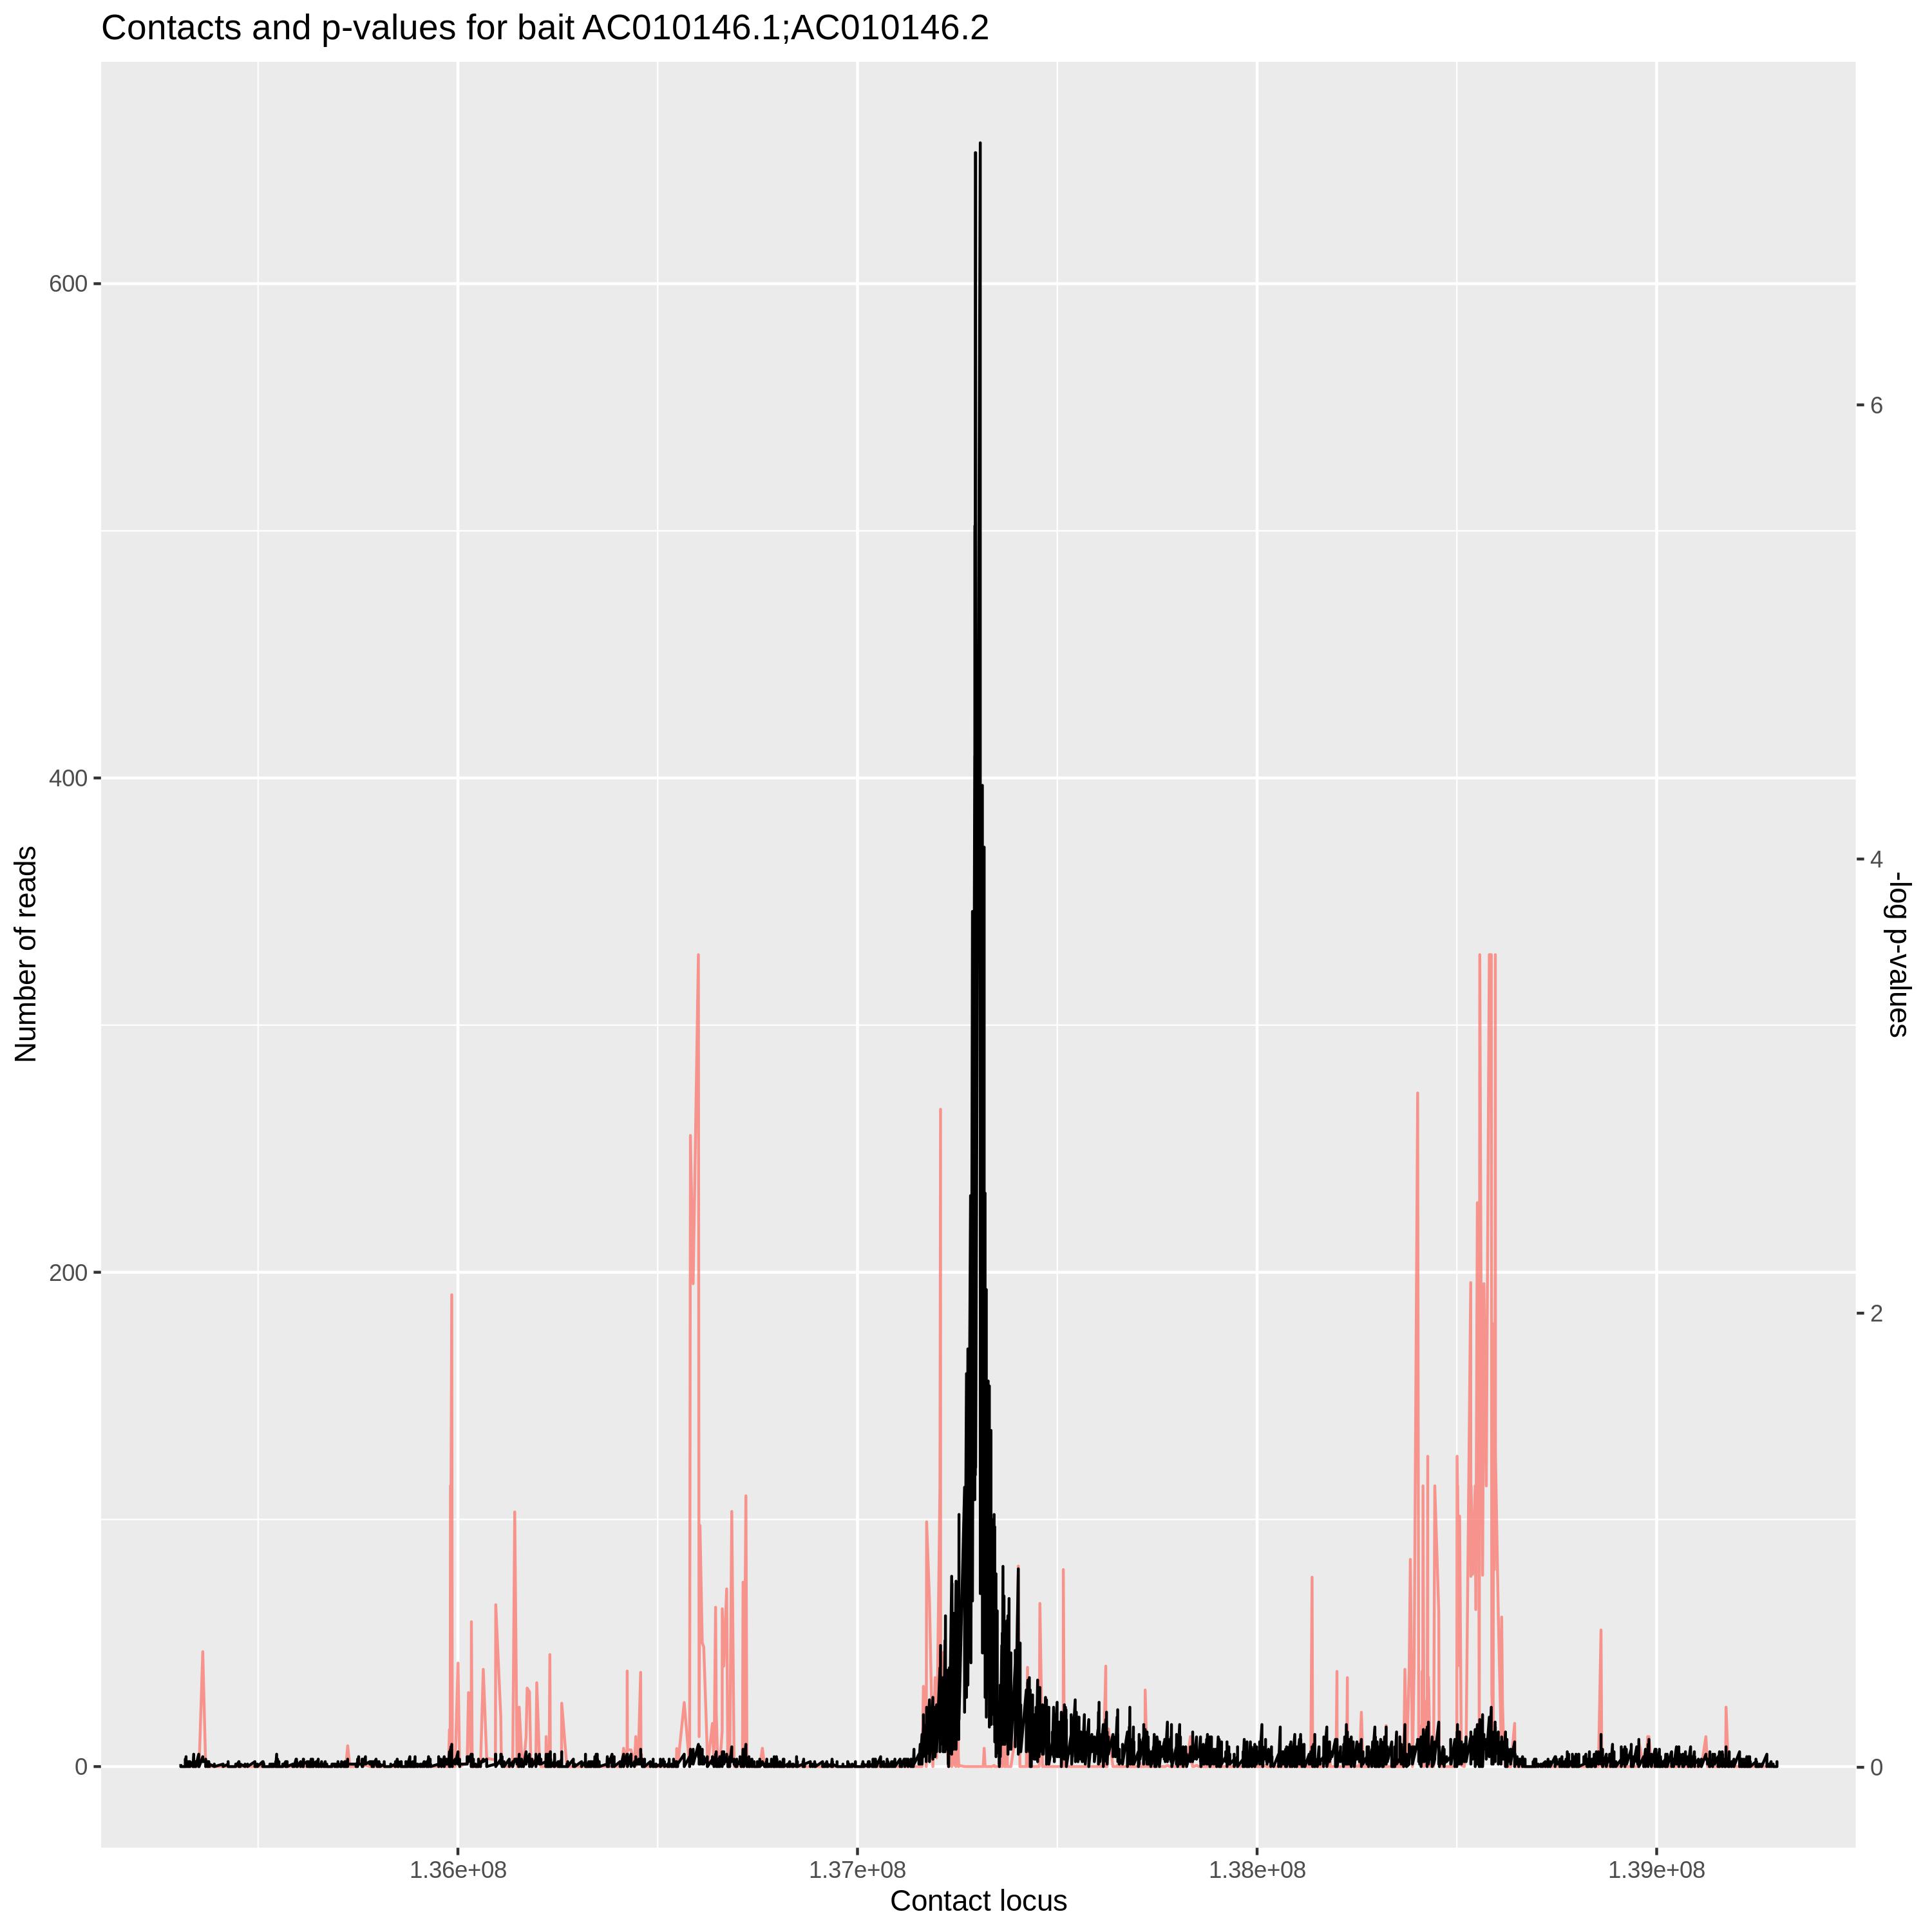 Contacts and p-values for bait AC010146.1;AC010146.2
600
400
200
0
Number of reads
6
4
2
0
-log p-values
1.36e+08
1.37e+08
1.38e+08
1.39e+08
Contact locus